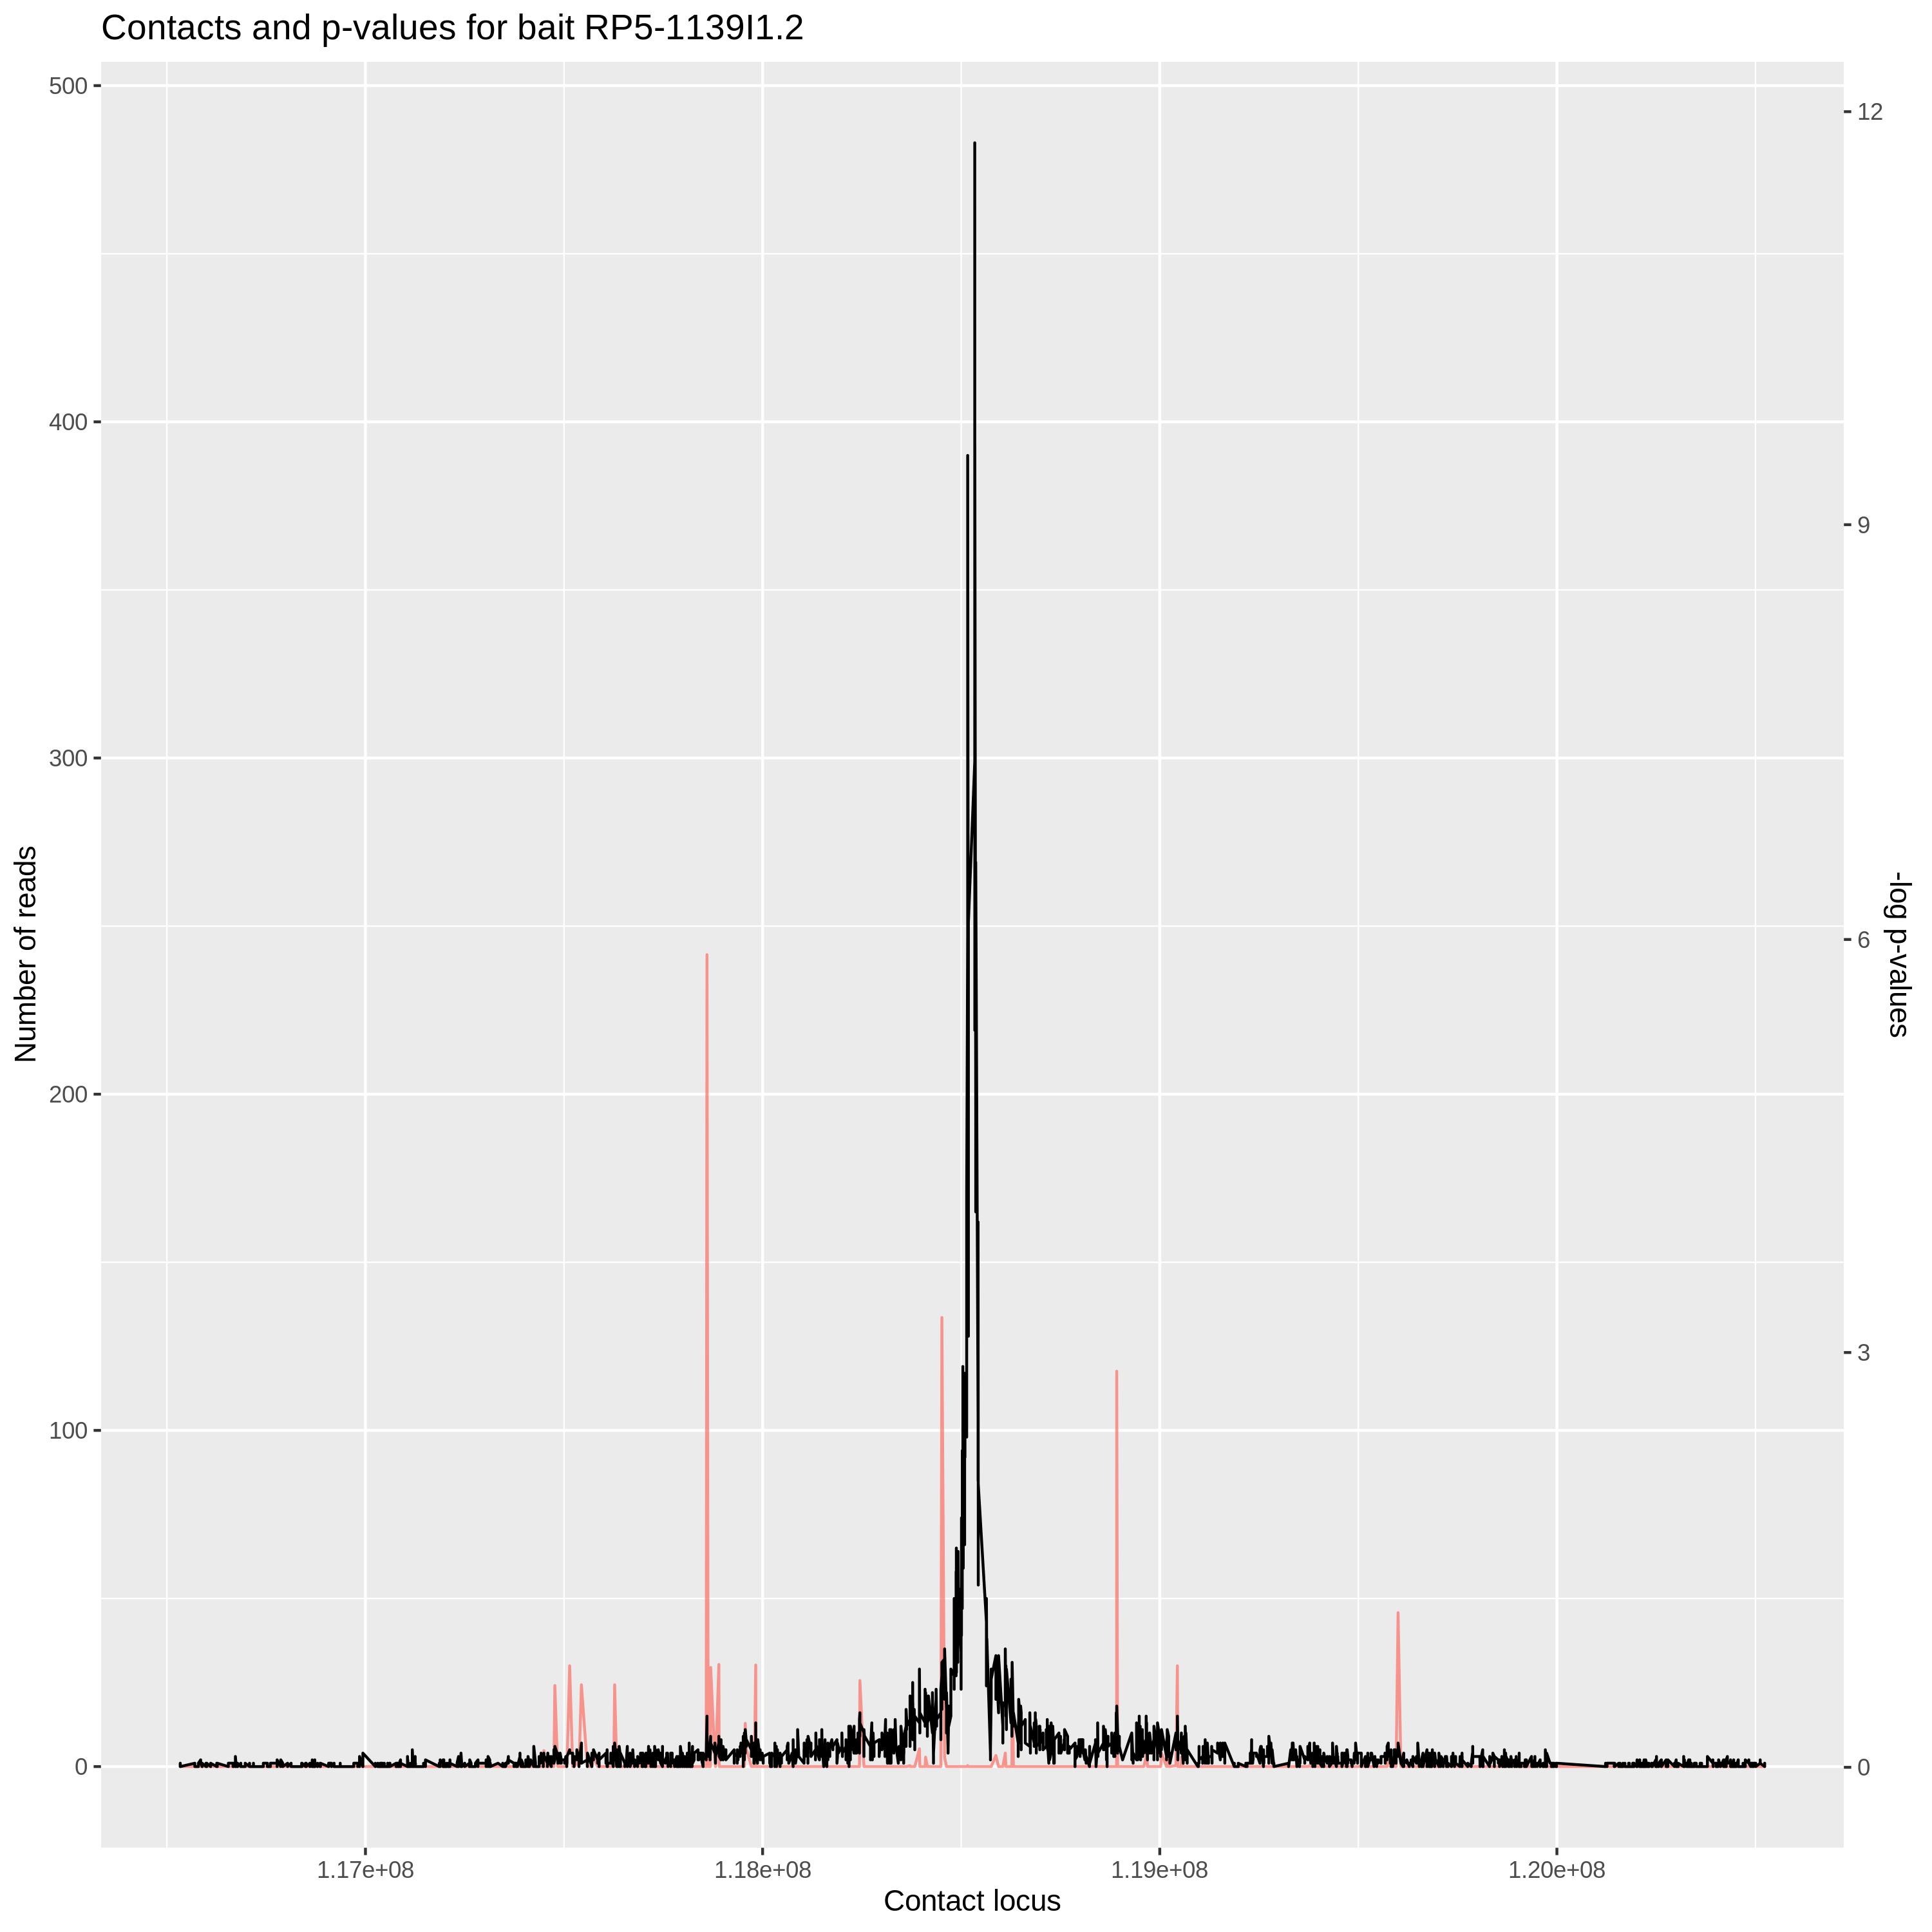 Contacts and p-values for bait RP5-1139I1.2
500
400
300
200
100
0
Number of reads
12
9
6
3
0
-log p-values
1.17e+08
1.18e+08
1.19e+08
1.20e+08
Contact locus